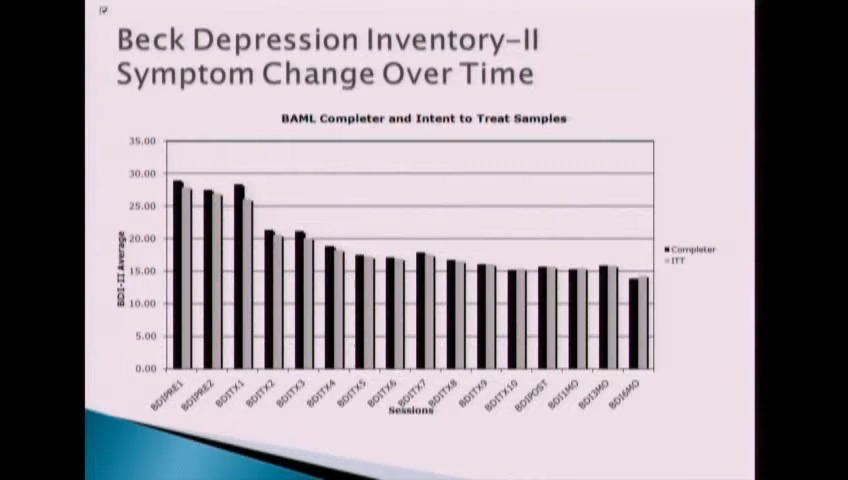 Beck Depression Inventory-II
Symptom Change Over Time
BAML Completer and Intent to Treat Samples
35.00
30.00
25.00
20.00
15.00
10.00
5.00
0.00
BDI-II Average
Completer
ITT
BDIPRE1
BDIPRE2
BDITX1
BDITX2
BDITX3
BDITX4
BDITX5
BDITX6
BDITX7
BDITX8
BDITX9
BDITX10
BDIPOST
BDI1MO
BDI3MO
BDI6MO
Sessions